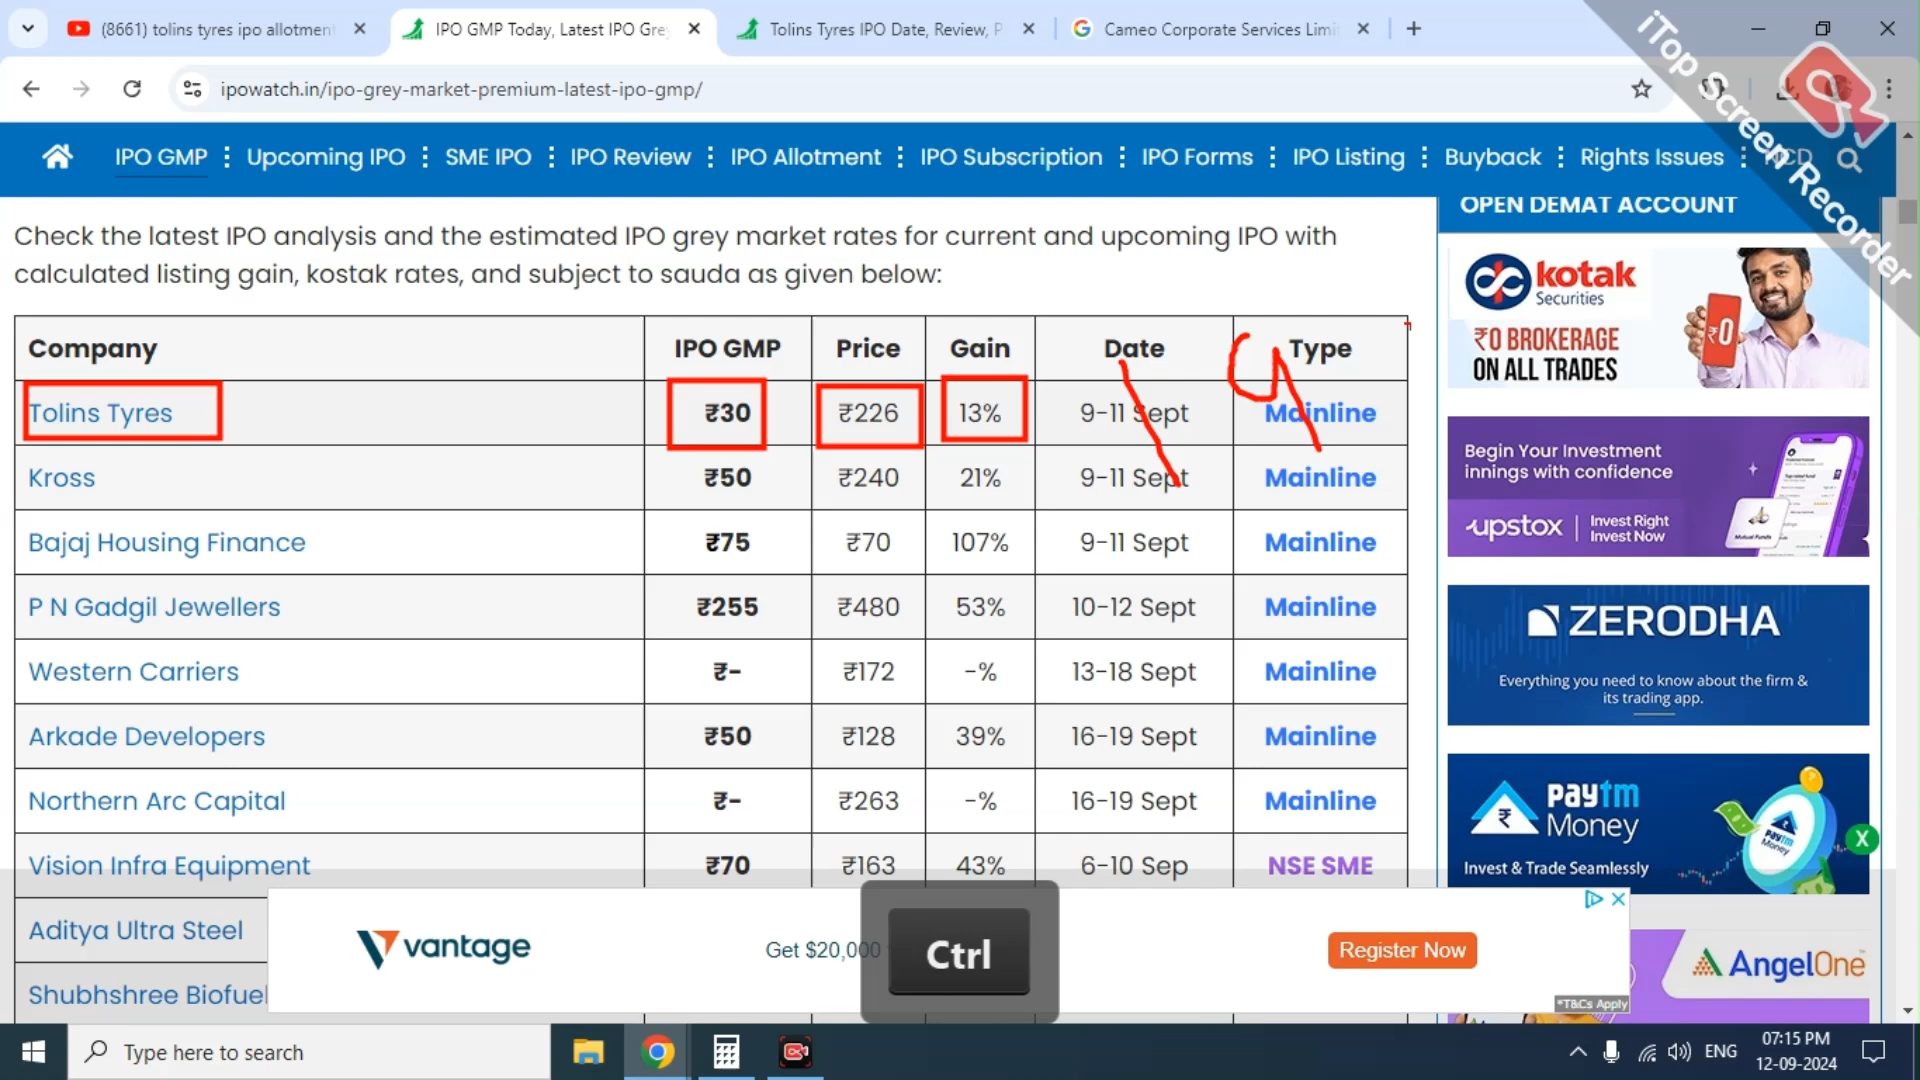 (8661) tolins tyres ipo allotment
IPO GMP Today, Latest IPO Grey
Tolins Tyres IPO Date, Review, P
Cameo Corporate Services Limi
ipowatch.in/ipo-grey-market-premium-latest-ipo-gmp/
iTop Screen Recorder
IPO GMP
Upcoming IPO
SME IPO
IPO Review
IPO Allotment
IPO Subscription
IPO Forms
IPO Listing
Buyback
Rights Issues
NCD
Check the latest IPO analysis and the estimated IPO grey market rates for current and upcoming IPO with
calculated listing gain, kostak rates, and subject to sauda as given below:
Company IPO GMP Price Gain Date Type
Tolins Tyres ₹30 ₹226 13% 9-11 Sept Mainline
Kross ₹50 ₹240 21% 9-11 Sept Mainline
Bajaj Housing Finance ₹75 ₹70 107% 9-11 Sept Mainline
P N Gadgil Jewellers ₹255 ₹480 53% 10-12 Sept Mainline
Western Carriers ₹- ₹172 -% 13-18 Sept Mainline
Arkade Developers ₹50 ₹128 39% 16-19 Sept Mainline
Northern Arc Capital ₹- ₹263 -% 16-19 Sept Mainline
Vision Infra Equipment ₹70 ₹163 43% 6-10 Sep NSE SME
Aditya Ultra Steel
Shubhshree Biofuel
OPEN DEMAT ACCOUNT
kotak
Securities
₹0 BROKERAGE
ON ALL TRADES
₹0
Begin Your Investment
innings with confidence
upstox
Invest Right
Invest Now
Mutual Funds
ZERODHA
Everything you need to know about the firm &
its trading app.
paytm
Money
Invest & Trade Seamlessly
X
AngelOne
vantage
Get $20,000
Register Now
*T&Cs Apply
Ctrl
Type here to search
ENG
07:15 PM
12-09-2024